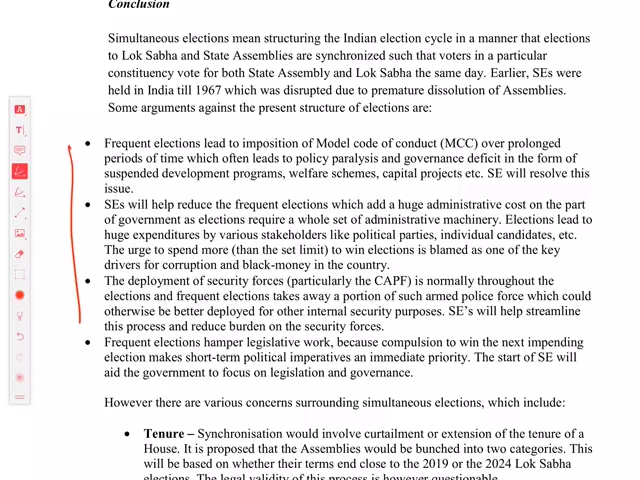 Conclusion
Simultaneous elections mean structuring the Indian election cycle in a manner that elections
to Lok Sabha and State Assemblies are synchronized such that voters in a particular
constituency vote for both State Assembly and Lok Sabha the same day. Earlier, SEs were
held in India till 1967 which was disrupted due to premature dissolution of Assemblies.
Some arguments against the present structure of elections are:
• Frequent elections lead to imposition of Model code of conduct (MCC) over prolonged
periods of time which often leads to policy paralysis and governance deficit in the form of
suspended development programs, welfare schemes, capital projects etc. SE will resolve this
issue.
• SEs will help reduce the frequent elections which add a huge administrative cost on the part
of government as elections require a whole set of administrative machinery. Elections lead to
huge expenditures by various stakeholders like political parties, individual candidates, etc.
The urge to spend more (than the set limit) to win elections is blamed as one of the key
drivers for corruption and black-money in the country.
• The deployment of security forces (particularly the CAPF) is normally throughout the
elections and frequent elections takes away a portion of such armed police force which could
otherwise be better deployed for other internal security purposes. SE's will help streamline
this process and reduce burden on the security forces.
• Frequent elections hamper legislative work, because compulsion to win the next impending
election makes short-term political imperatives an immediate priority. The start of SE will
aid the government to focus on legislation and governance.
However there are various concerns surrounding simultaneous elections, which include:
• Tenure – Synchronisation would involve curtailment or extension of the tenure of a
House. It is proposed that the Assemblies would be bunched into two categories. This
will be based on whether their terms end close to the 2019 or the 2024 Lok Sabha
elections. The legal validity of this process is however questionable.